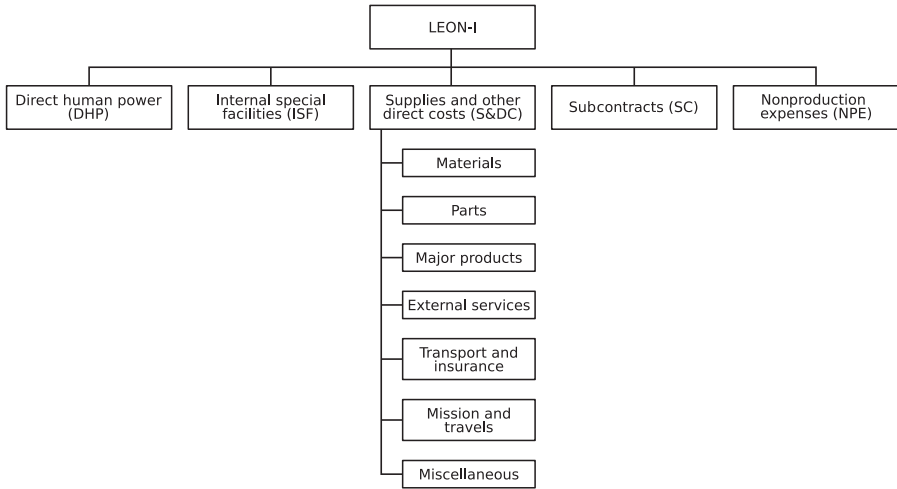 LEON-I
Direct human power
(DHP)
Internal special
facilities (ISF)
Supplies and other
direct costs (S&DC)
Subcontracts (SC)
Nonproduction
expenses (NPE)
Materials
Parts
Major products
External services
Transport and
insurance
Mission and
travels
Miscellaneous